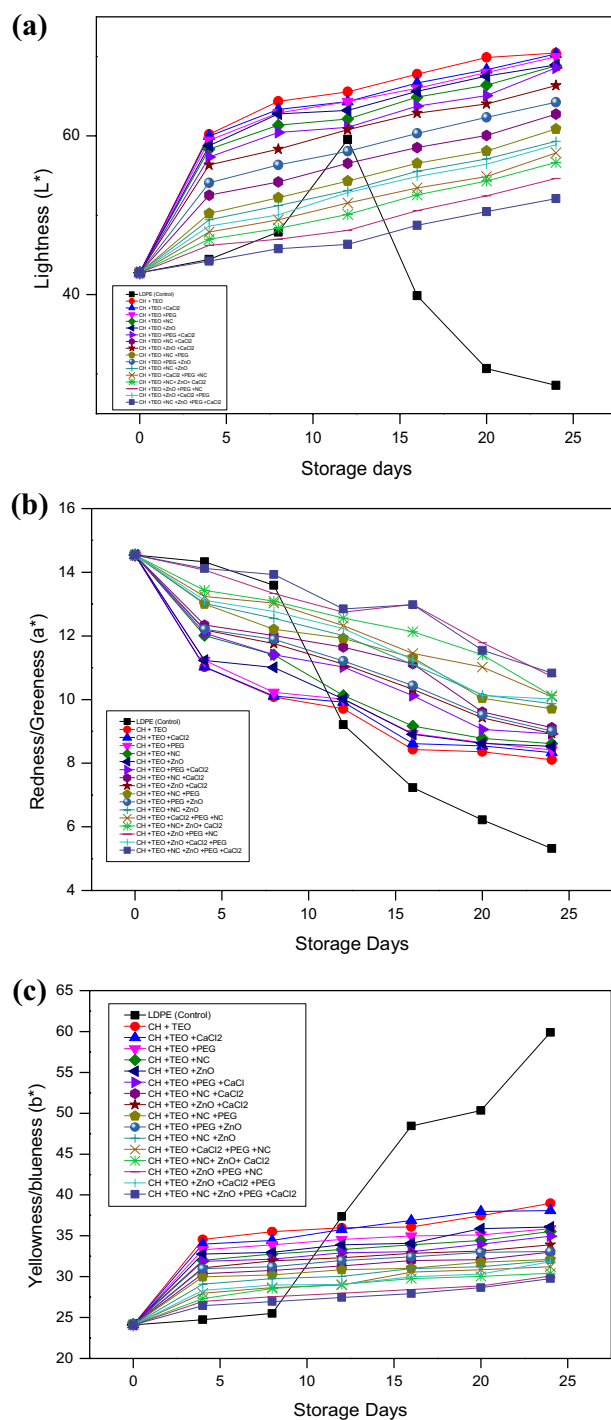 (a)
60
40
Lightness (L*)
LDPE (Control)
CH + TEO
CH +TEO +CaCl2
CH +TEO +PEG
CH +TEO +NC
CH +TEO +ZnO
CH +TEO +PEG +CaCl2
CH +TEO +NC +CaCl2
CH +TEO +ZnO +CaCl2
CH +TEO +NC +PEG
CH +TEO +PEG +ZnO
CH +TEO +NC +ZnO
CH +TEO +CaCl2 +PEG +NC
CH +TEO +NC+ ZnO+ CaCl2
CH +TEO +ZnO +PEG +NC
CH +TEO +ZnO +CaCl2 +PEG
CH +TEO +NC +ZnO +PEG +CaCl2
0 5 10 15 20 25
Storage days
(b)
16
14
12
10
8
6
4
Redness/Greeness (a*)
LDPE (Control)
CH + TEO
CH +TEO +CaCl2
CH +TEO +PEG
CH +TEO +NC
CH +TEO +ZnO
CH +TEO +PEG +CaCl2
CH +TEO +NC +CaCl2
CH +TEO +ZnO +CaCl2
CH +TEO +NC +PEG
CH +TEO +PEG +ZnO
CH +TEO +NC +ZnO
CH +TEO +CaCl2 +PEG +NC
CH +TEO +NC+ ZnO+ CaCl2
CH +TEO +ZnO +PEG +NC
CH +TEO +ZnO +CaCl2 +PEG
CH +TEO +NC +ZnO +PEG +CaCl2
0 5 10 15 20 25
Storage Days
(c)
65
60
55
50
45
40
35
30
25
20
Yellowness/blueness (b*)
LDPE (Control)
CH + TEO
CH +TEO +CaCl2
CH +TEO +PEG
CH +TEO +NC
CH +TEO +ZnO
CH +TEO +PEG +CaCl
CH +TEO +NC +CaCl2
CH +TEO +ZnO +CaCl2
CH +TEO +NC +PEG
CH +TEO +PEG +ZnO
CH +TEO +NC +ZnO
CH +TEO +CaCl2 +PEG +NC
CH +TEO +NC+ ZnO+ CaCl2
CH +TEO +ZnO +PEG +NC
CH +TEO +ZnO +CaCl2 +PEG
CH +TEO +NC +ZnO +PEG +CaCl2
0 5 10 15 20 25
Storage Days